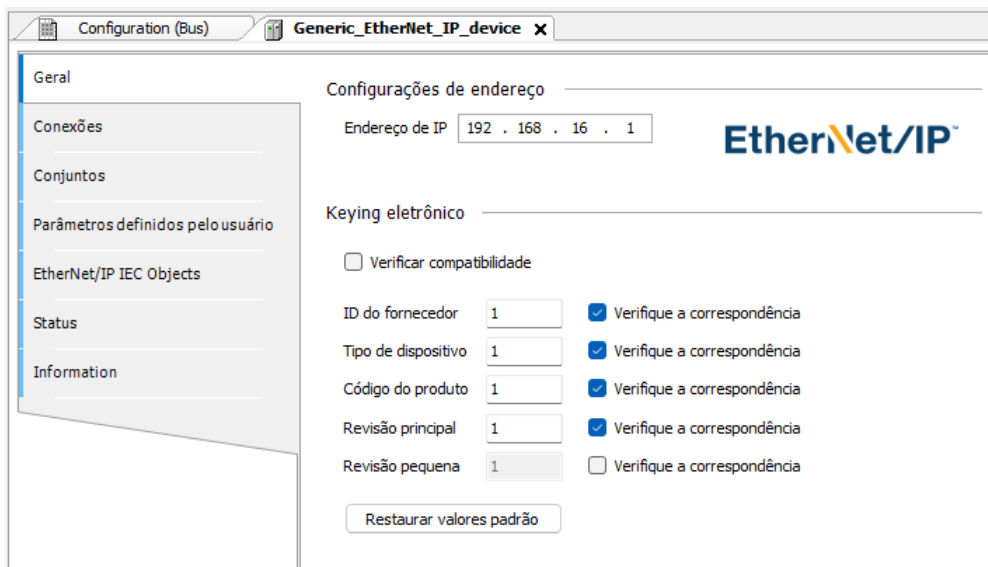 Configuration (Bus)
Generic_EtherNet_IP_device
Geral
Conexões
Conjuntos
Parâmetros definidos pelo usuário
EtherNet/IP IEC Objects
Status
Information
Configurações de endereço
Endereço de IP 192 . 168 . 16 . 1
EtherNet/IP™
Keying eletrônico
Verificar compatibilidade
ID do fornecedor 1 Verifique a correspondência
Tipo de dispositivo 1 Verifique a correspondência
Código do produto 1 Verifique a correspondência
Revisão principal 1 Verifique a correspondência
Revisão pequena 1 Verifique a correspondência
Restaurar valores padrão